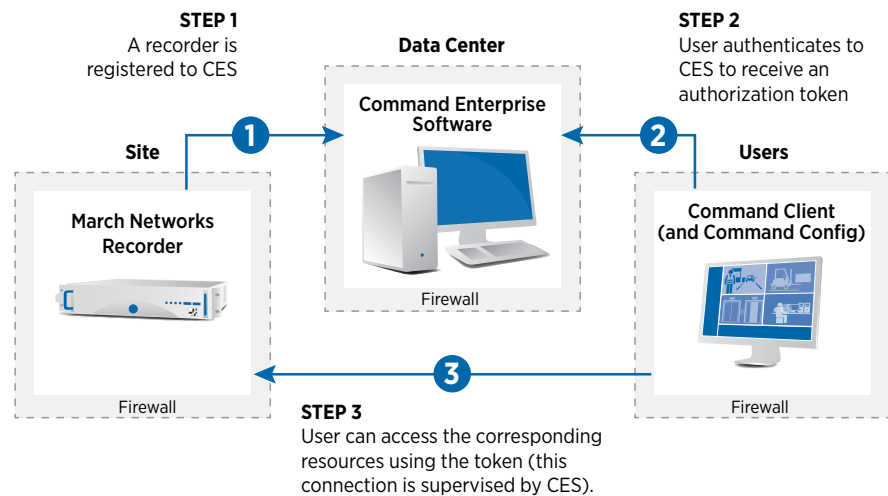 STEP 1
A recorder is
registered to CES
Data Center
STEP 2
User authenticates to
CES to receive an
authorization token
Command Enterprise
Software
1
2
Site
Users
March Networks
Recorder
Command Client
(and Command Config)
Firewall
3
Firewall
Firewall
STEP 3
User can access the corresponding
resources using the token (this
connection is supervised by CES).